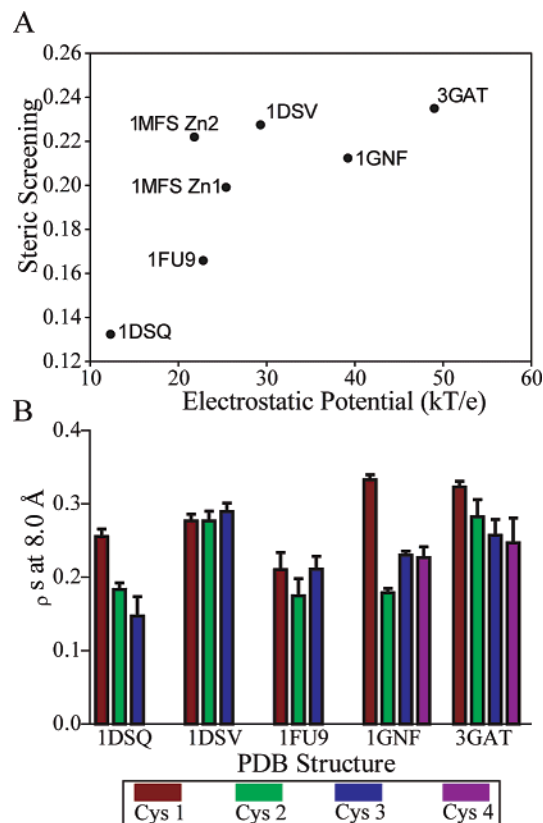 A
Steric Screening
0.26
0.24
0.22
0.20
0.18
0.16
0.14
0.12
3GAT
1DSV
1MFS Zn2
1GNF
1MFS Zn1
1FU9
1DSQ
10 20 30 40 50 60
Electrostatic Potential (kT/e)
B
ρ s at 8.0 Å
0.4
0.3
0.2
0.1
0.0
1DSQ 1DSV 1FU9 1GNF 3GAT
PDB Structure
Cys 1 Cys 2 Cys 3 Cys 4